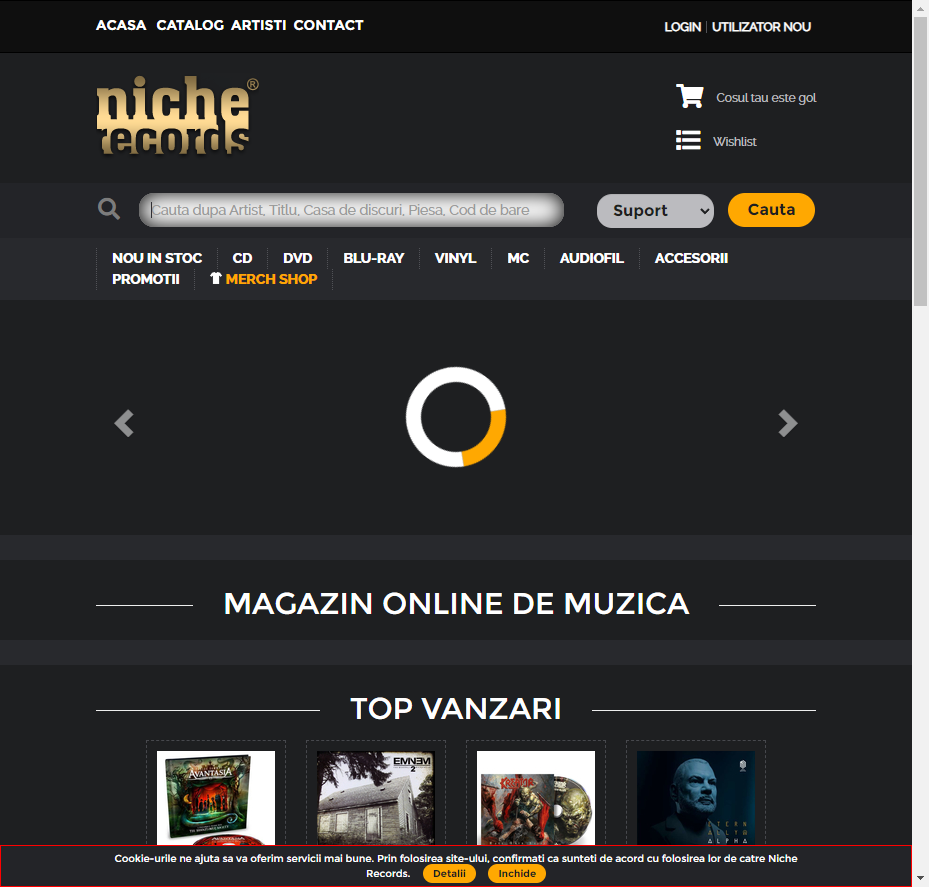 ACASA CATALOG ARTISTI CONTACT
LOGIN | UTILIZATOR NOU
niche®
records
Cosul tau este gol
Wishlist
Cauta dupa Artist, Titlu, Casa de discuri, Piesa, Cod de bare
Suport
Cauta
NOU IN STOC CD DVD BLU-RAY VINYL MC AUDIOFIL ACCESORII
PROMOTII MERCH SHOP
MAGAZIN ONLINE DE MUZICA
TOP VANZARI
AVANTASIA
EMINEM
2
KREATOR
ALPHA
Cookie-urile ne ajuta sa va oferim servicii mai bune. Prin folosirea site-ului, confirmati ca sunteti de acord cu folosirea lor de catre Niche
Records. Detalii Inchide